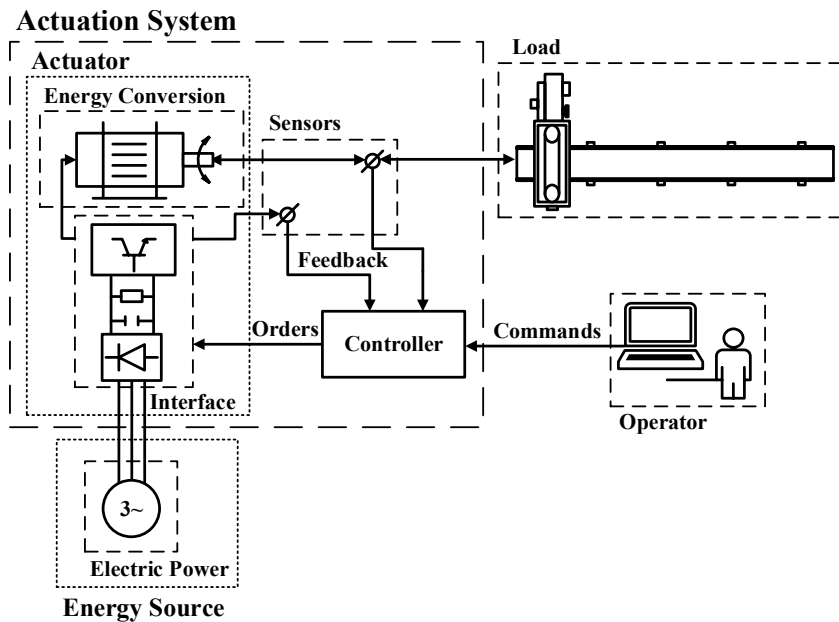 Actuation System
Load
Actuator
Energy Conversion
Sensors
Feedback
Orders
Controller
Commands
Interface
Operator
3~
Electric Power
Energy Source